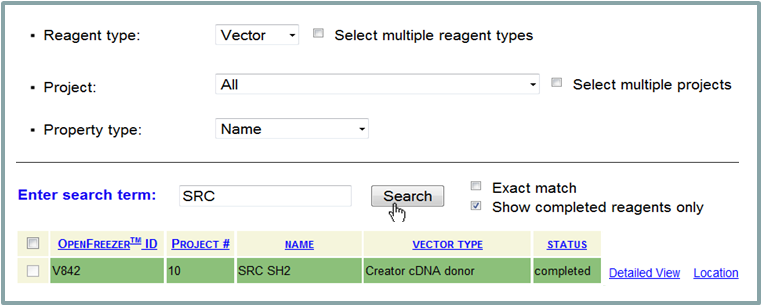 ▪ Reagent type: Vector Select multiple reagent types
▪ Project: All Select multiple projects
▪ Property type: Name
Enter search term: SRC Search Exact match
Show completed reagents only
OPENFREEZER™ ID PROJECT # NAME VECTOR TYPE STATUS
V842 10 SRC SH2 Creator cDNA donor completed Detailed View Location